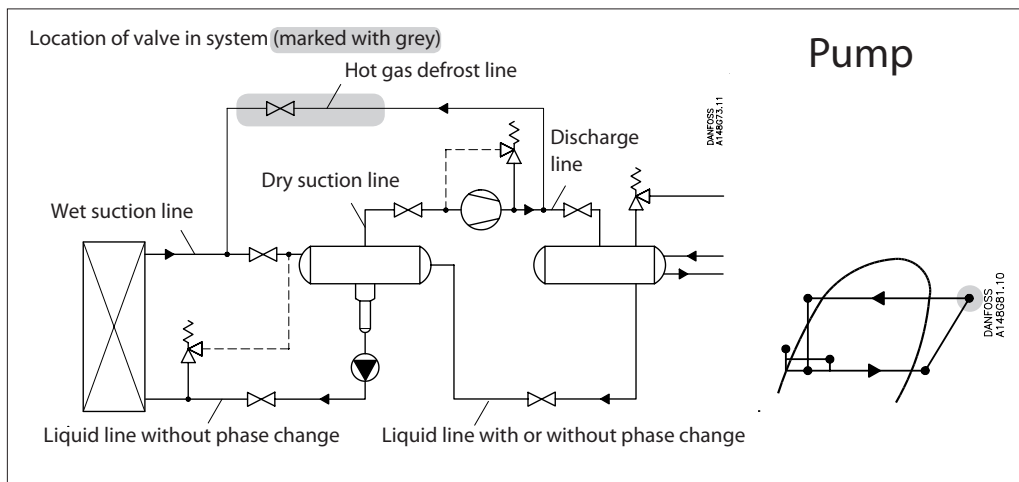 Location of valve in system (marked with grey)
Pump
Hot gas defrost line
DANFOSS
A148G73.11
Discharge
line
Dry suction line
Wet suction line
DANFOSS
A148G81.10
Liquid line without phase change
Liquid line with or without phase change